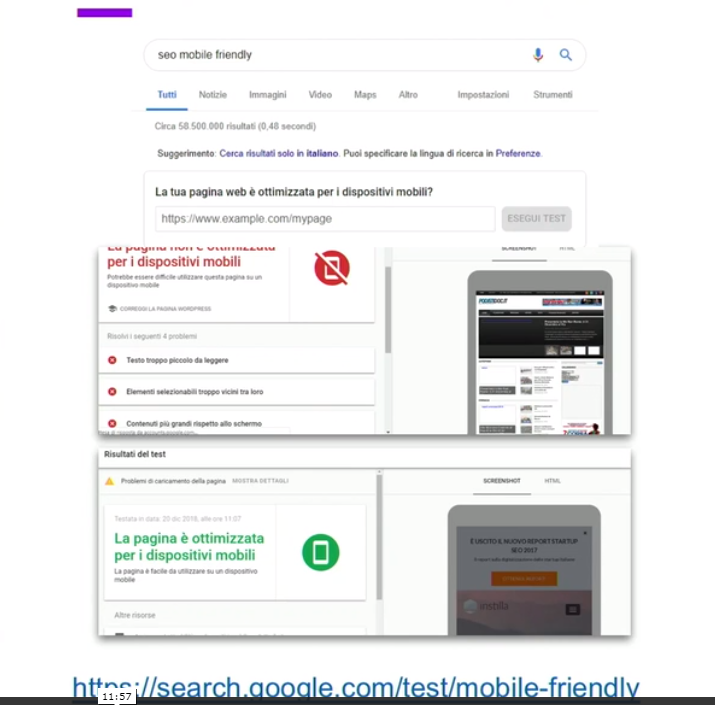 seo mobile friendly
Tutti Notizie Immagini Video Maps Altro Impostazioni Strumenti
Circa 58.500.000 risultati (0,48 secondi)
Suggerimento: Cerca risultati solo in italiano. Puoi specificare la lingua di ricerca in Preferenze.
La tua pagina web è ottimizzata per i dispositivi mobili?
https://www.example.com/mypage ESEGUI TEST
La pagina non è ottimizzata
per i dispositivi mobili
Potrebbe essere difficile utilizzare questa pagina su un
dispositivo mobile
CORREGGI LA PAGINA WORDPRESS
Risolvi i seguenti 4 problemi
Testo troppo piccolo da leggere
Elementi selezionabili troppo vicini tra loro
Contenuti più grandi rispetto allo schermo
SCREENSHOT HTML
Risultati del test
Problemi di caricamento della pagina MOSTRA DETTAGLI
SCREENSHOT HTML
Testata in data: 20 dic 2018, alle ore 11:07
La pagina è ottimizzata
per i dispositivi mobili
La pagina è facile da utilizzare su un dispositivo
mobile
Altre risorse
È USCITO IL NUOVO REPORT STARTUP
SEO 2017
instilla
https://search.google.com/test/mobile-friendly
11:57